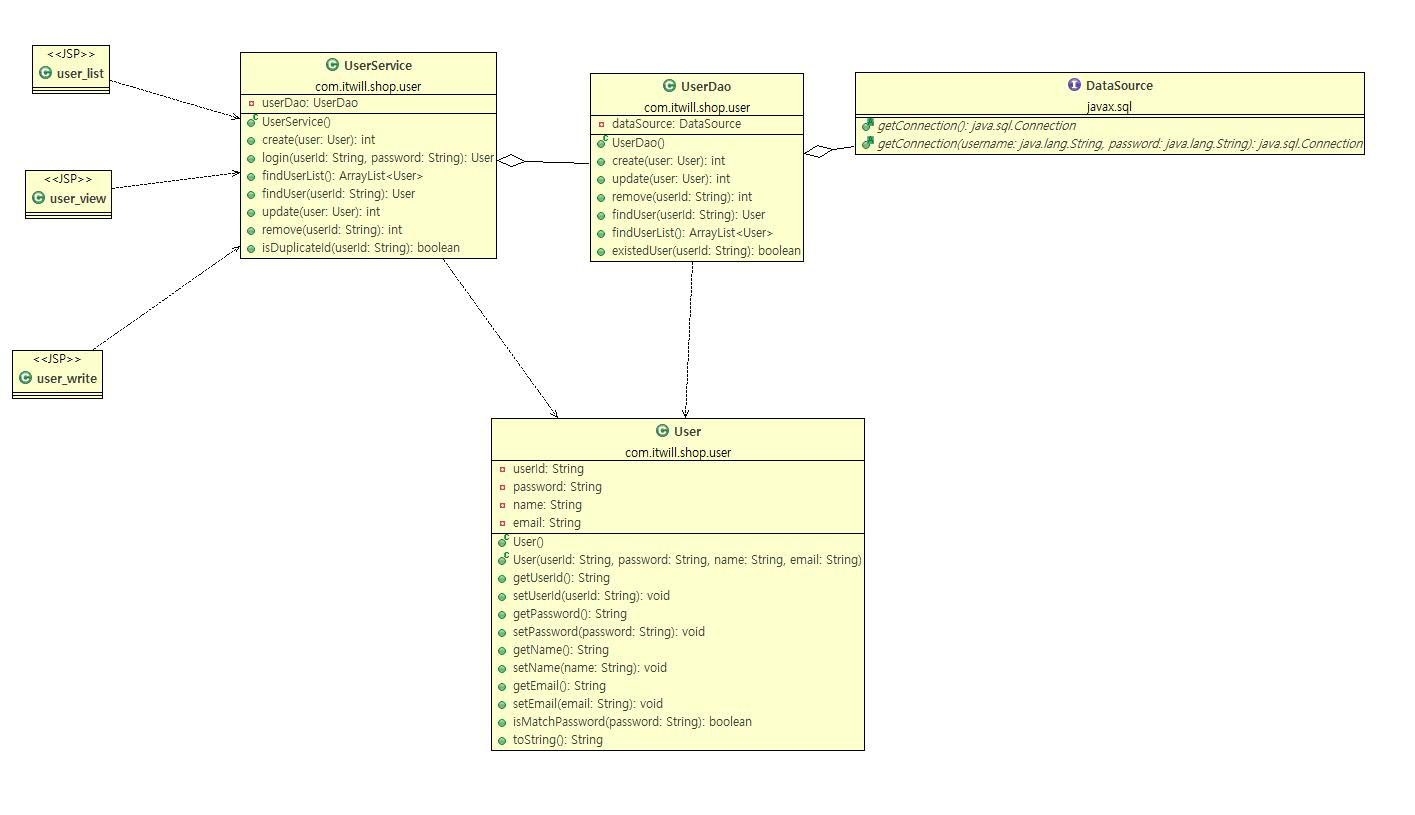 <<JSP>>
user_list
<<JSP>>
user_view
<<JSP>>
user_write
UserService
com.itwill.shop.user
userDao: UserDao
UserService()
create(user: User): int
login(userId: String, password: String): User
findUserList(): ArrayList<User>
findUser(userId: String): User
update(user: User): int
remove(userId: String): int
isDuplicateId(userId: String): boolean
UserDao
com.itwill.shop.user
dataSource: DataSource
UserDao()
create(user: User): int
update(user: User): int
remove(userId: String): int
findUser(userId: String): User
findUserList(): ArrayList<User>
existedUser(userId: String): boolean
DataSource
javax.sql
getConnection(): java.sql.Connection
getConnection(username: java.lang.String, password: java.lang.String): java.sql.Connection
User
com.itwill.shop.user
userId: String
password: String
name: String
email: String
User()
User(userId: String, password: String, name: String, email: String)
getUserId(): String
setUserId(userId: String): void
getPassword(): String
setPassword(password: String): void
getName(): String
setName(name: String): void
getEmail(): String
setEmail(email: String): void
isMatchPassword(password: String): boolean
toString(): String